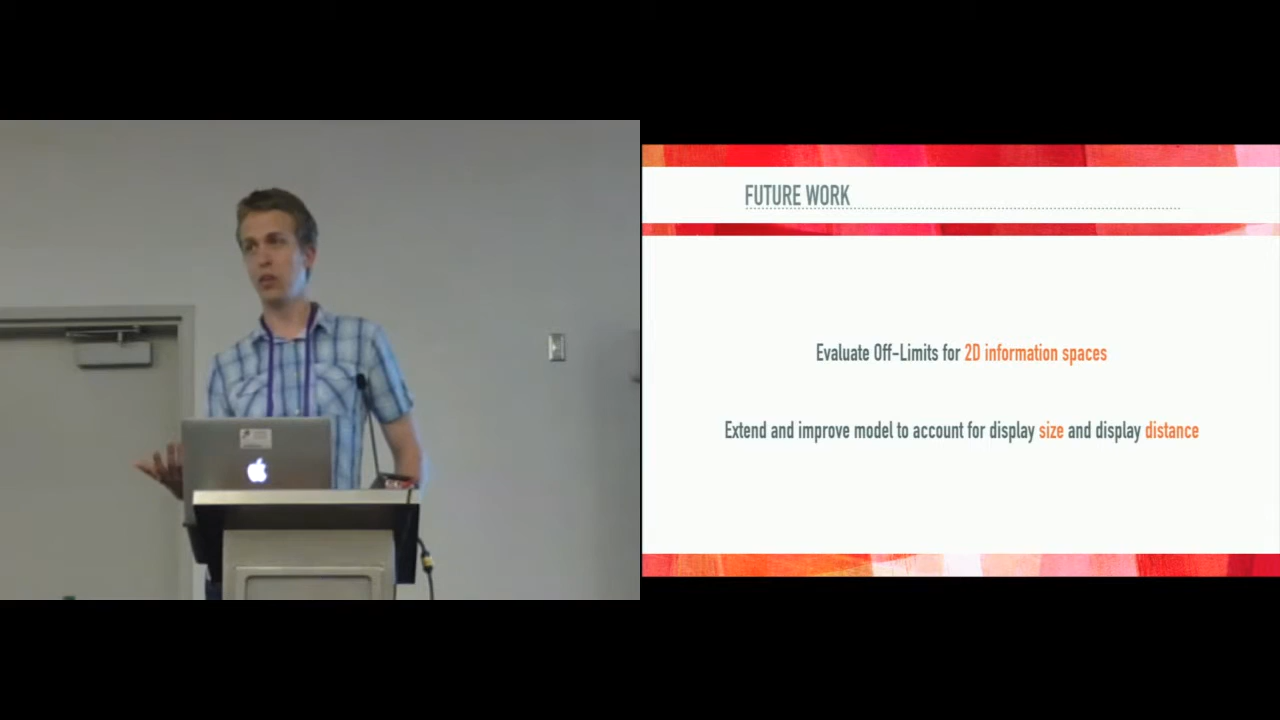 FUTURE WORK
Evaluate Off-Limits for 2D information spaces
Extend and improve model to account for display size and display distance